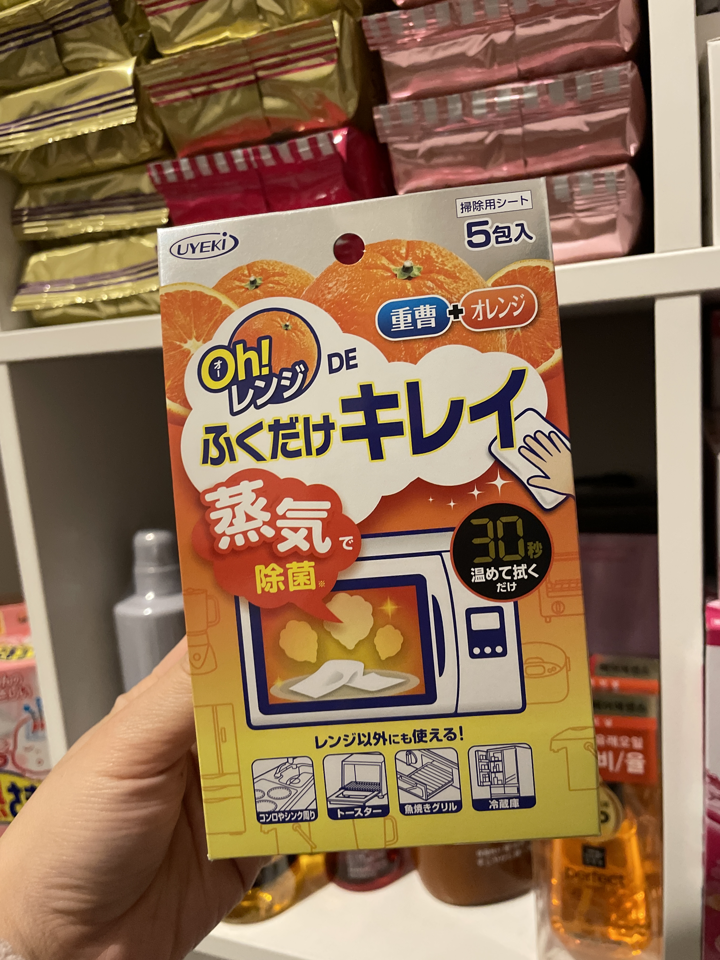 掃除用シート
UYEKI
5包入
重曹+オレンジ
Oh!
オー
レンジ DE
ふくだけキレイ
蒸気で
除菌※
30秒
温めて拭く
だけ
レンジ以外にも使える!
コンロやシンク周り
トースター
魚焼きグリル
冷蔵庫
perfect